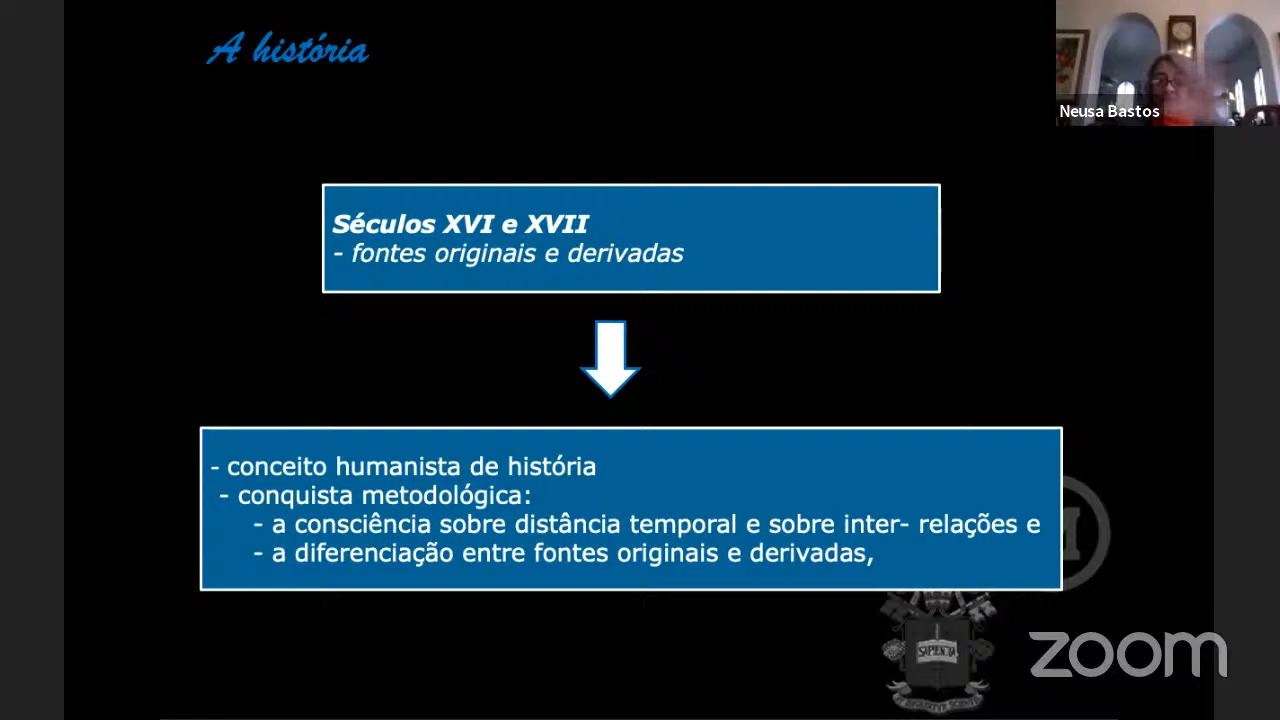 A história
Neusa Bastos
Séculos XVI e XVII
- fontes originais e derivadas
- conceito humanista de história
- conquista metodológica:
- a consciência sobre distância temporal e sobre inter- relações e
- a diferenciação entre fontes originais e derivadas,
SAPIENTIA
zoom